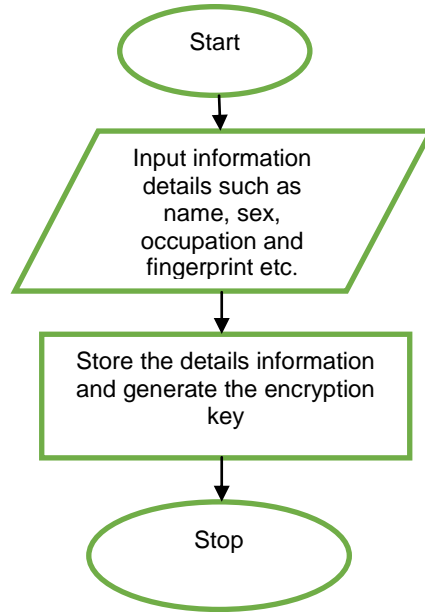 Start
Input information
details such as
name, sex,
occupation and
fingerprint etc.
Store the details information
and generate the encryption
key
Stop